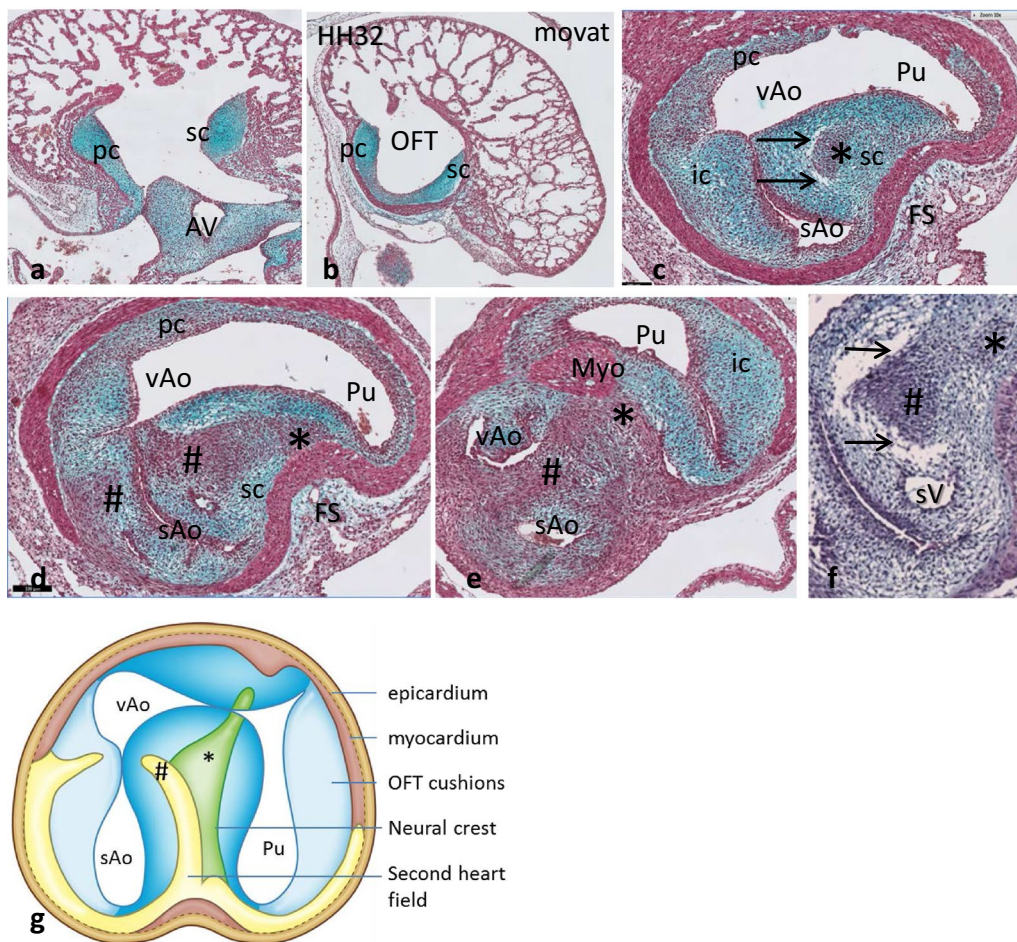 HH32 movat
pc sc AV a
pc OFT sc b
Zoom 10x
pc Pu vAo * sc ic sAo FS c
pc vAo Pu # * # sc sAo FS d
Pu ic Myo * vAo # sAo e
* # sV f
vAo # * sAo Pu g
epicardium
myocardium
OFT cushions
Neural crest
Second heart
field